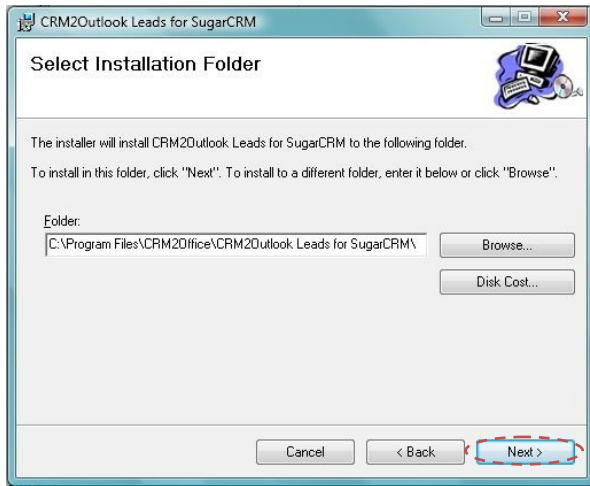 CRM2Outlook Leads for SugarCRM
Select Installation Folder
The installer will install CRM2Outlook Leads for SugarCRM to the following folder.
To install in this folder, click "Next". To install to a different folder, enter it below or click "Browse".
Folder:
C:\Program Files\CRM2Office\CRM2Outlook Leads for SugarCRM\
Browse...
Disk Cost...
Cancel
< Back
Next >